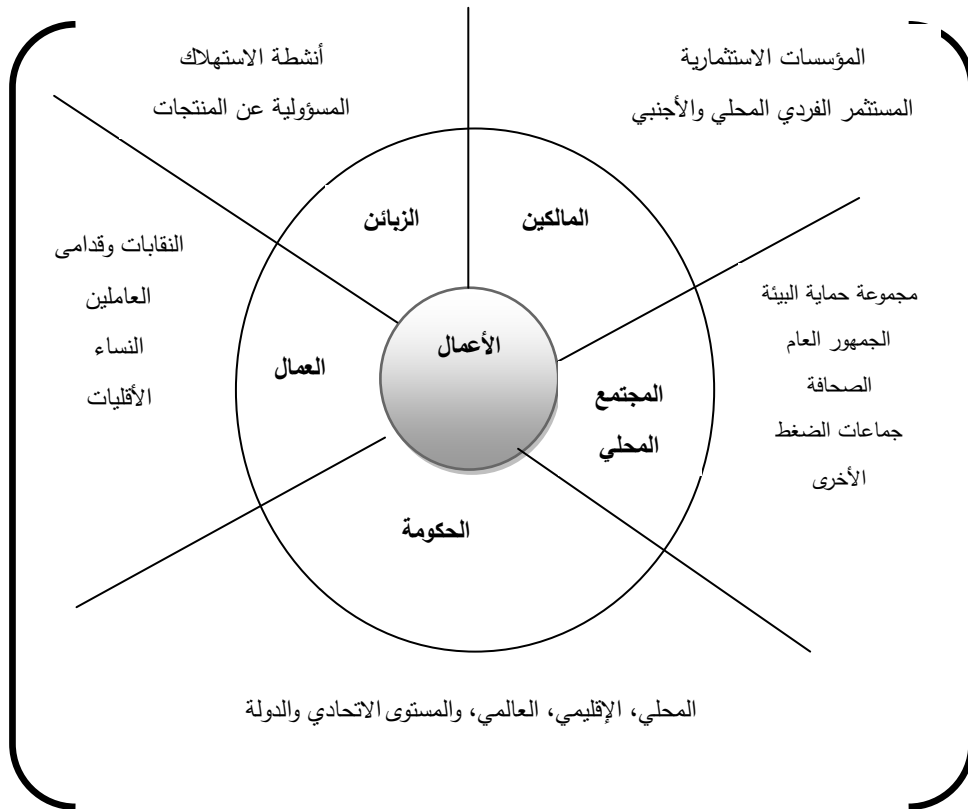 المؤسسات الاستثمارية
المستثمر الفردي المحلي والأجنبي
أنشطة الاستهلاك
المسؤولية عن المنتجات
المالكين
الزبائن
النقابات وقدامى
العاملين
النساء
الأقليات
مجموعة حماية البيئة
الجمهور العام
الصحافة
جماعات الضغط
الأخرى
الأعمال
العمال
المجتمع
المحلي
الحكومة
المحلي، الإقليمي، العالمي، والمستوى الاتحادي والدولة